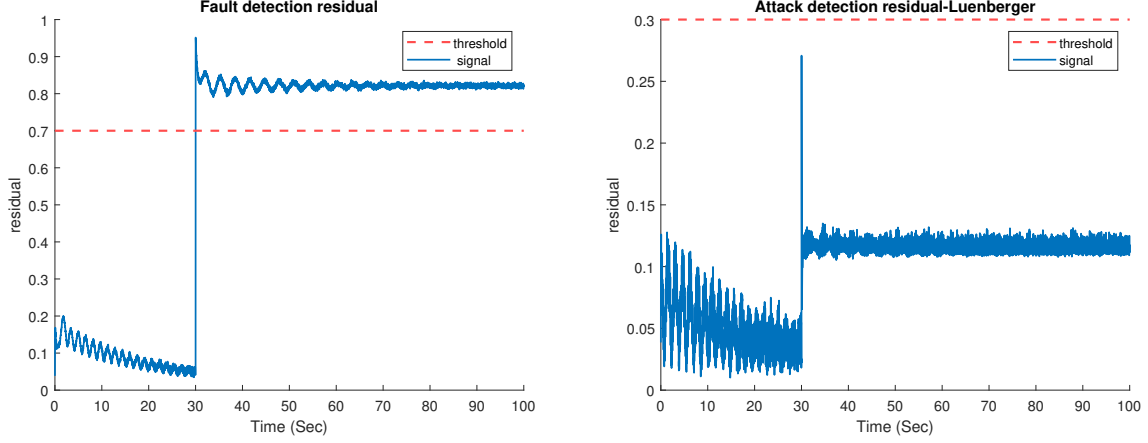 Fault detection residual
1
0.9
0.8
0.7
0.6
0.5
0.4
0.3
0.2
0.1
0
residual
threshold
signal
0 10 20 30 40 50 60 70 80 90 100
Time (Sec)
Attack detection residual-Luenberger
0.3
0.25
0.2
0.15
0.1
0.05
0
residual
threshold
signal
0 10 20 30 40 50 60 70 80 90 100
Time (Sec)